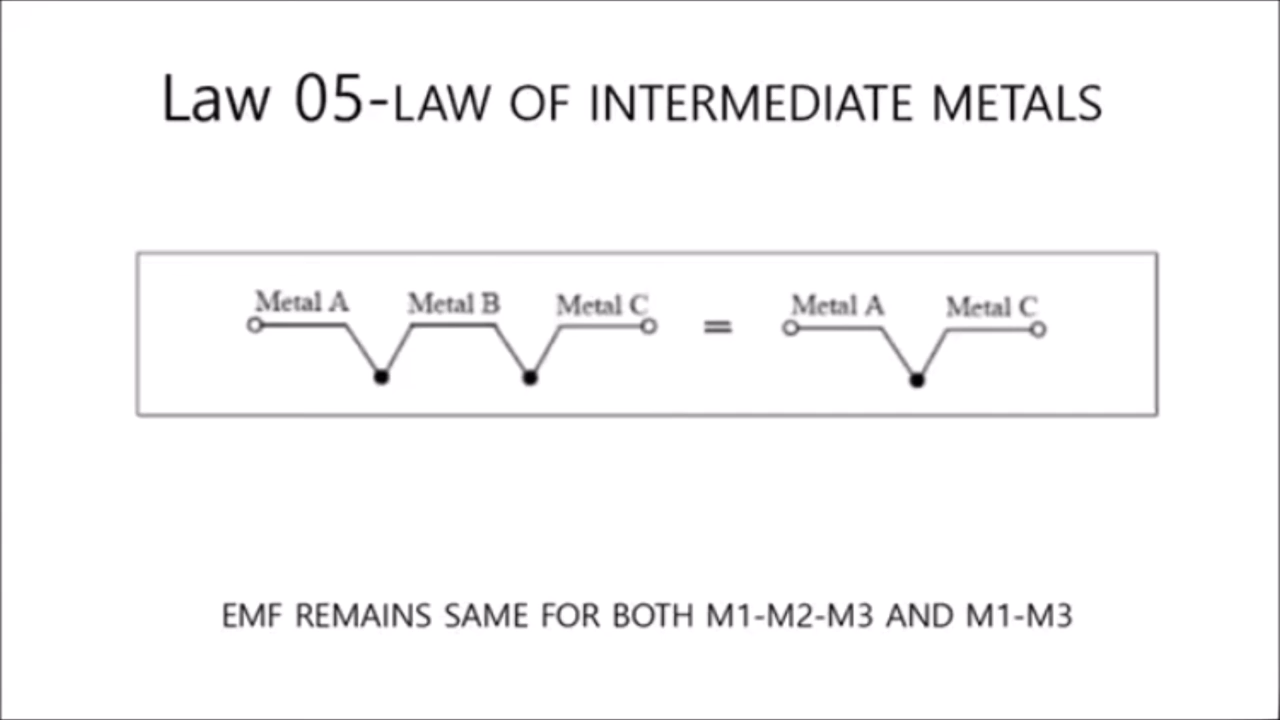 Law 05-LAW OF INTERMEDIATE METALS
Metal A Metal B Metal C = Metal A Metal C
EMF REMAINS SAME FOR BOTH M1-M2-M3 AND M1-M3